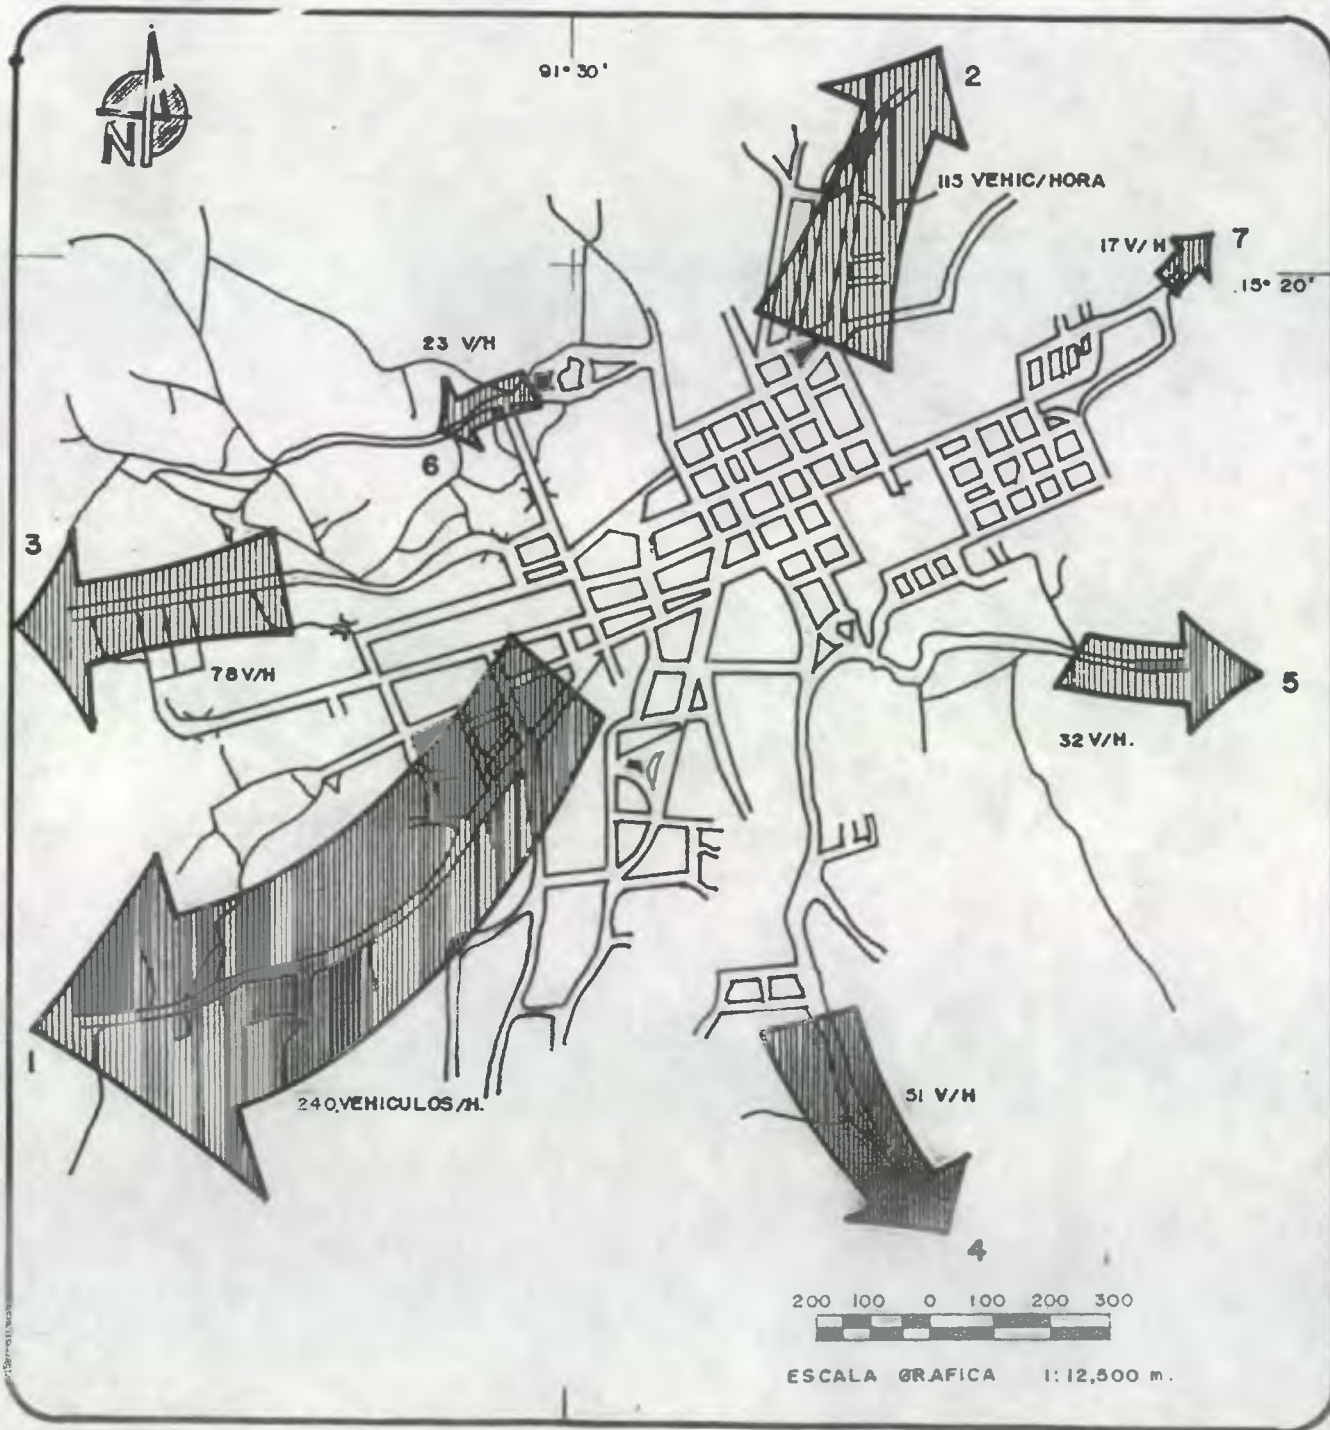 N
91° 30'
2
115 VEHIC/HORA
17 V/H
7
15° 20'
23 V/H
6
3
78 V/H
5
32 V/H.
1
240 VEHICULOS/H.
51 V/H
4
200 100 0 100 200 300
ESCALA GRAFICA 1:12,500 m.